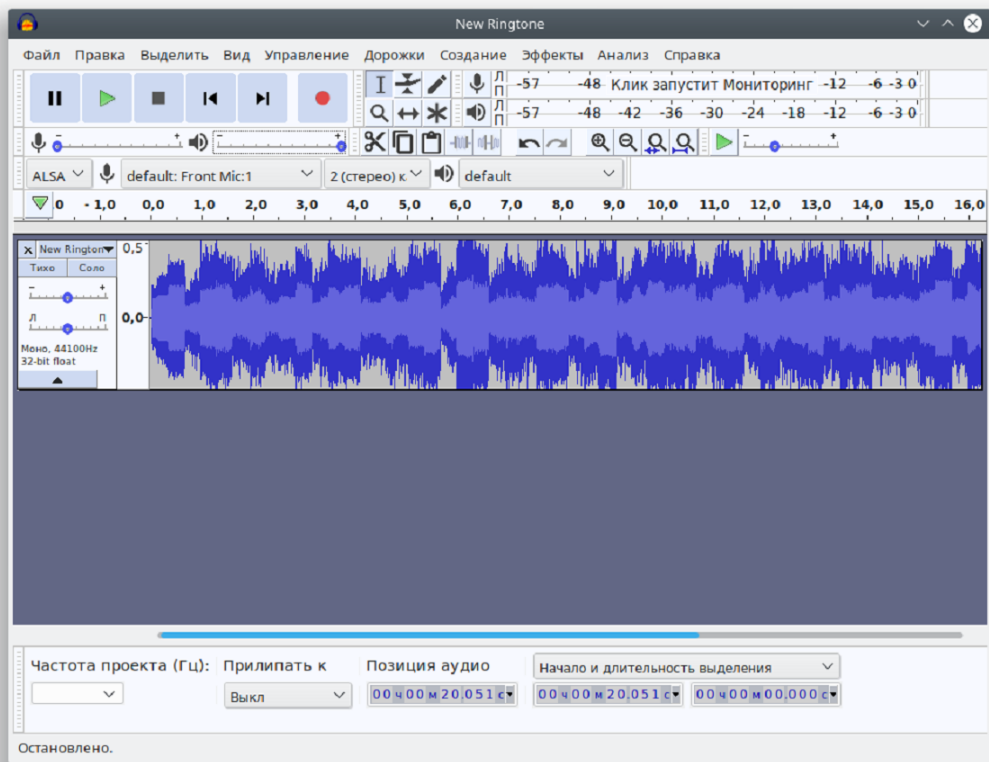 New Ringtone
Файл Правка Выделить Вид Управление Дорожки Создание Эффекты Анализ Справка
Л П -57 -48 Клик запустит Мониторинг -12 -6 -3 0
Л П -57 -48 -42 -36 -30 -24 -18 -12 -6 -3 0
- + - + - +
ALSA default: Front Mic:1 2 (стерео) к default
0 - 1,0 0,0 1,0 2,0 3,0 4,0 5,0 6,0 7,0 8,0 9,0 10,0 11,0 12,0 13,0 14,0 15,0 16,0
x New Rington 0,5
Тихо Соло
- +
Л П 0,0
Моно, 44100Hz
32-bit float
Частота проекта (Гц): Прилипать к Позиция аудио Начало и длительность выделения
Выкл 00 ч 00 м 20.051 с 00 ч 00 м 20.051 с 00 ч 00 м 00.000 с
Остановлено.